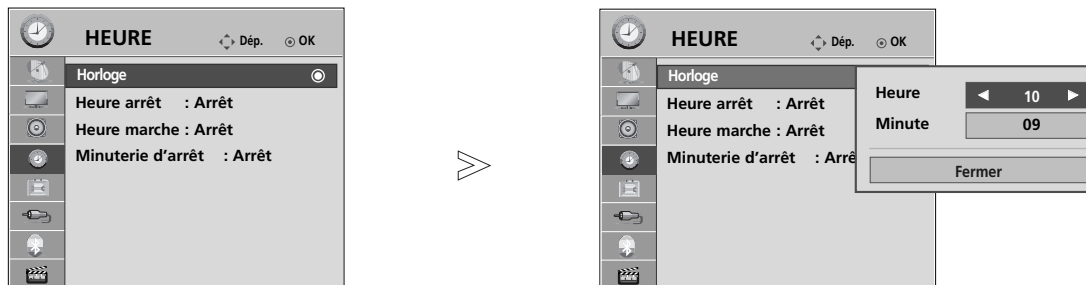 HEURE Dép. OK
Horloge
Heure arrêt : Arrêt
Heure marche : Arrêt
Minuterie d’arrêt : Arrêt
HEURE Dép. OK
Horloge
Heure arrêt : Arrêt
Heure marche : Arrêt
Minuterie d’arrêt : Arrê
Heure 10
Minute 09
Fermer